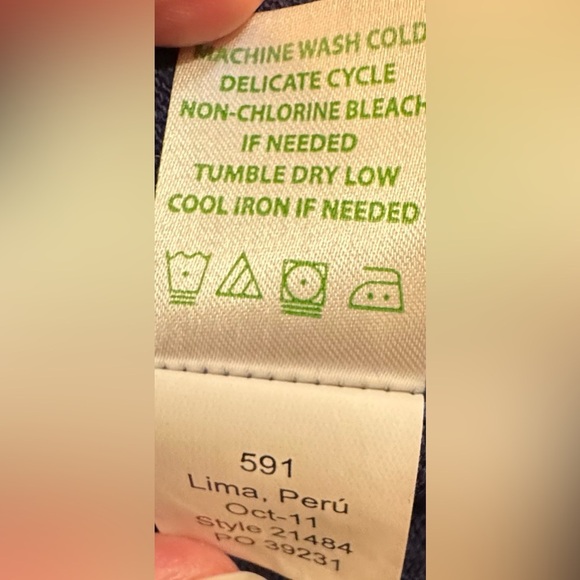 MACHINE WASH COLD
DELICATE CYCLE
NON-CHLORINE BLEACH
IF NEEDED
TUMBLE DRY LOW
COOL IRON IF NEEDED
591
Lima, Perú
Oct-11
Style 21484
PO 39231